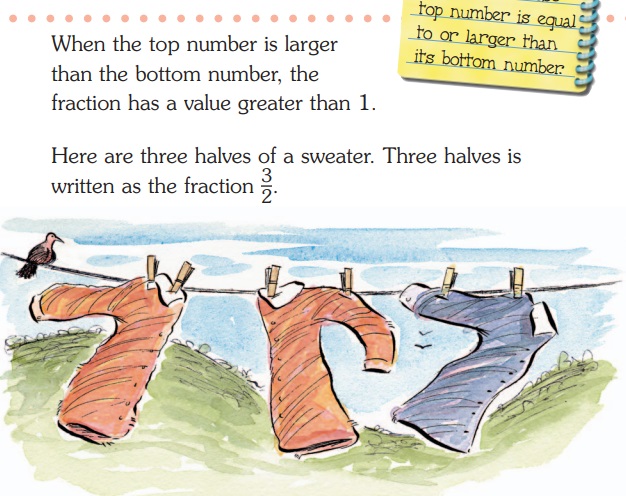 top number is equal
to or larger than
its bottom number.
When the top number is larger
than the bottom number, the
fraction has a value greater than 1.
Here are three halves of a sweater. Three halves is
written as the fraction 3/2.